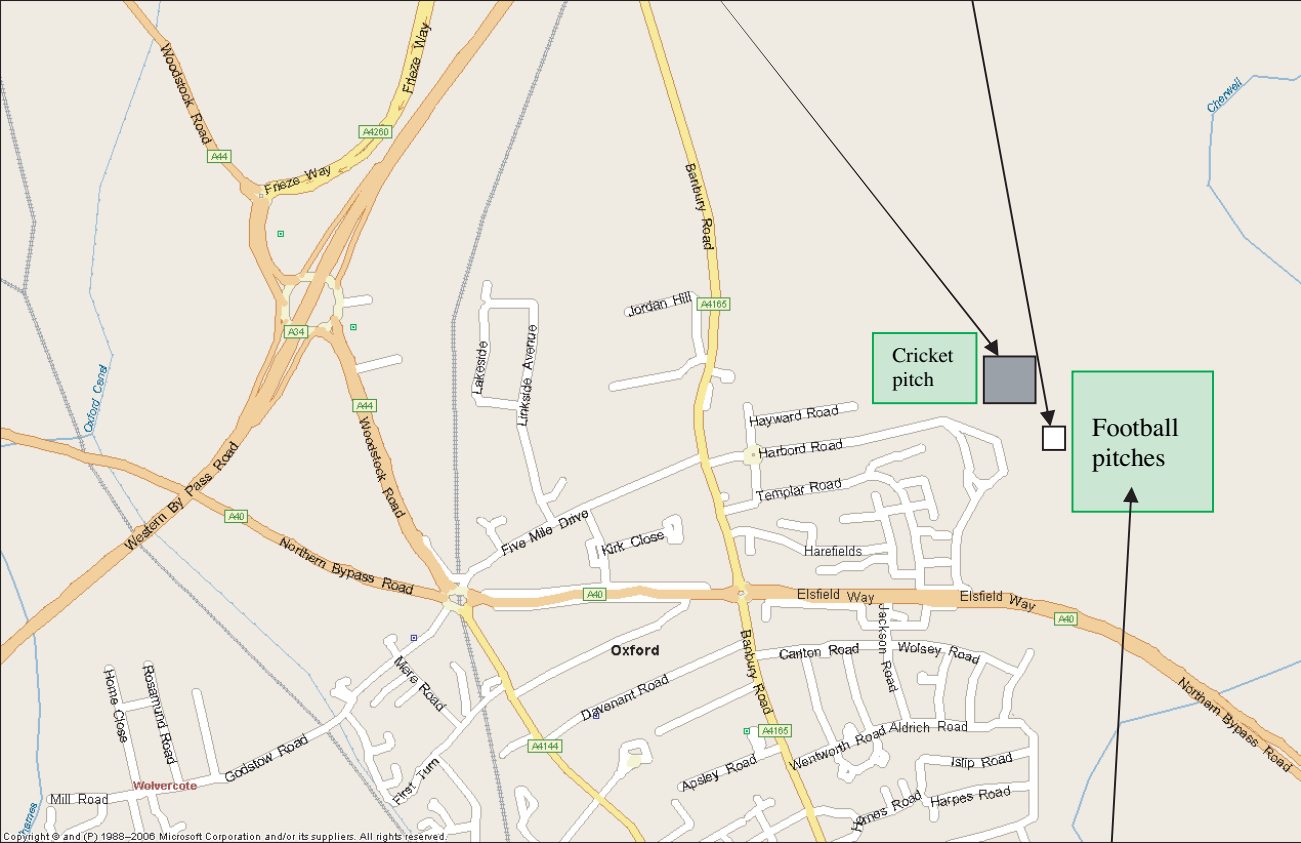 Woodstock Road
A44
Frieze Way
A4260
Frieze Way
Banbury Road
Cherwell
Jordan Hill
A4165
A34
Lakeside
Linkside Avenue
Cricket
pitch
Football
pitches
Oxford Canal
A44
Woodstock Road
Hayward Road
Harbord Road
Templar Road
Western By Pass Road
A40
Northern Bypass Road
Five Mile Drive
Kirk Close
Harefields
A40
Elsfield Way
Elsfield Way
A40
Jackson Road
Oxford
Banbury Road
Carlton Road
Wolsey Road
Mere Road
Home Close
Rosamund Road
Davenant Road
Northern Bypass Road
A4144
A4165
Aldrich Road
Wentworth Road
Godstow Road
First Turn
Apsley Road
Islip Road
Wolvercote
Mill Road
Harpes Road
Copyright © and (P) 1988–2006 Microsoft Corporation and/or its suppliers. All rights reserved.